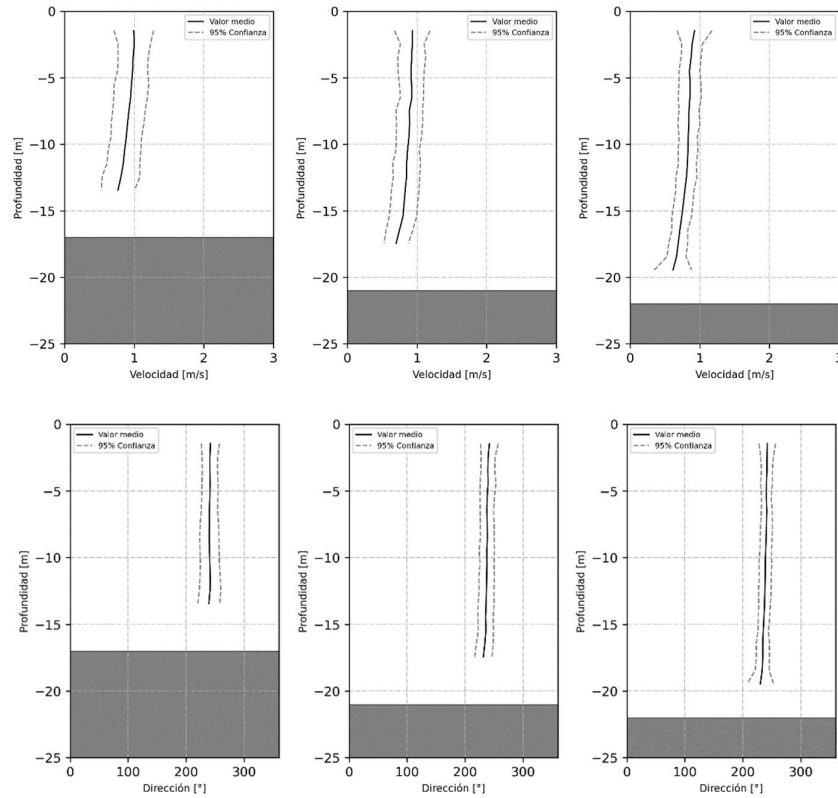 0
−5
−10
−15
−20
−25
Profundidad [m]
Valor medio
95% Confianza
0
1
2
3
Velocidad [m/s]
0
−5
−10
−15
−20
−25
Profundidad [m]
Valor medio
95% Confianza
0
1
2
3
Velocidad [m/s]
0
−5
−10
−15
−20
−25
Profundidad [m]
Valor medio
95% Confianza
0
1
2
3
Velocidad [m/s]
0
−5
−10
−15
−20
−25
Profundidad [m]
Valor medio
95% Confianza
0
100
200
300
Dirección [°]
0
−5
−10
−15
−20
−25
Profundidad [m]
Valor medio
95% Confianza
0
100
200
300
Dirección [°]
0
−5
−10
−15
−20
−25
Profundidad [m]
Valor medio
95% Confianza
0
100
200
300
Dirección [°]